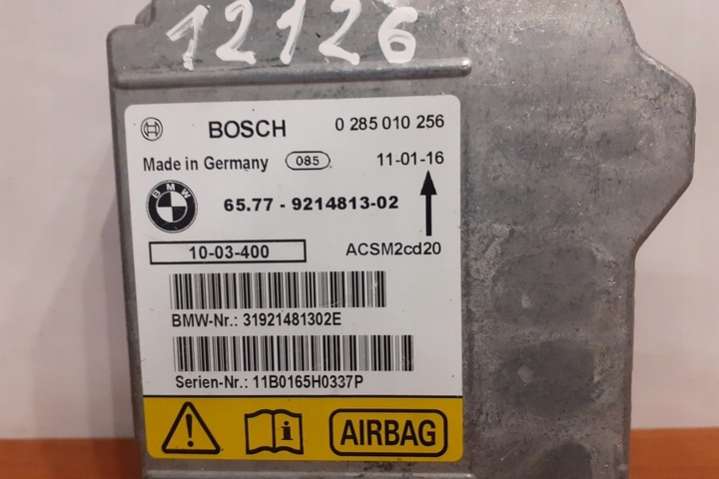 12126
BOSCH 0 285 010 256
Made in Germany 085 11-01-16
BMW 65.77 - 9214813-02
10-03-400 ACSM2cd20
BMW-Nr.: 31921481302E
Serien-Nr.: 11B0165H0337P
AIRBAG